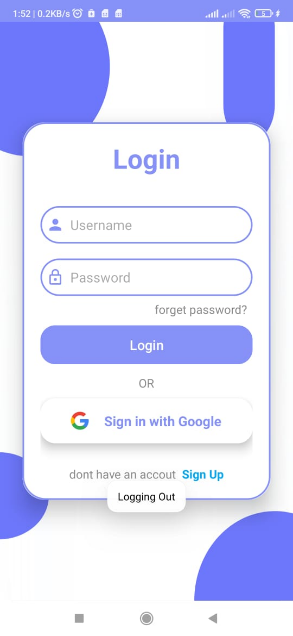 1:52 | 0.2KB/s
Login
Username
Password
forget password?
Login
OR
Sign in with Google
dont have an accout Sign Up
Logging Out